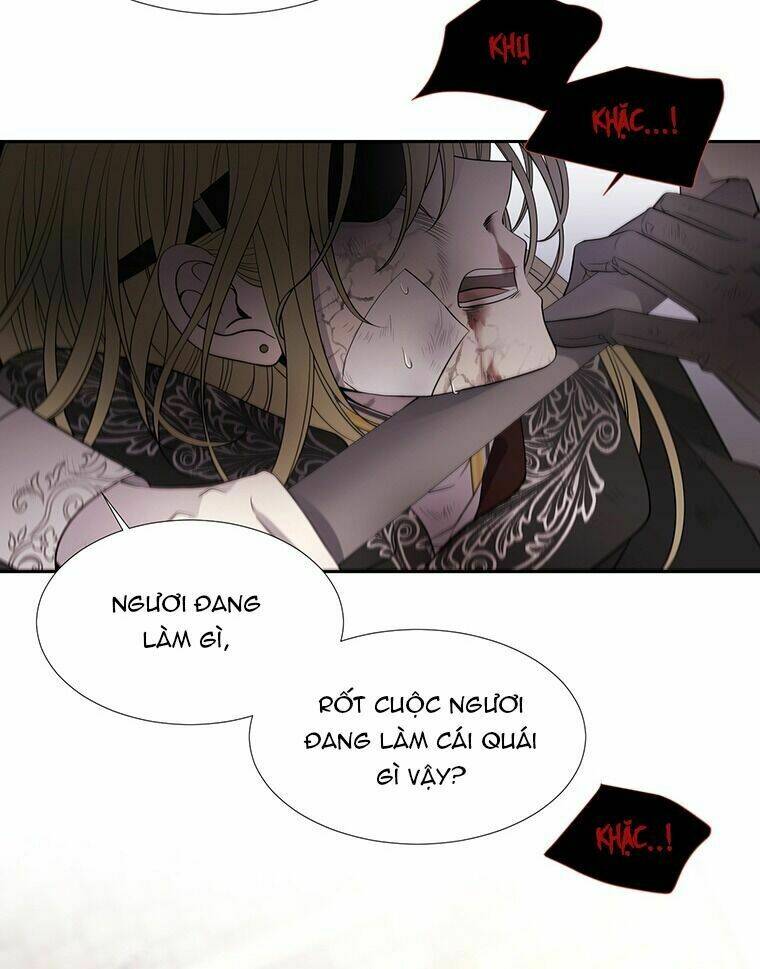 KHỤ
KHẶC...!
NGƯƠI ĐANG
LÀM GÌ,
RỐT CUỘC NGƯƠI
ĐANG LÀM CÁI QUÁI
GÌ VẬY?
KHẶC..!